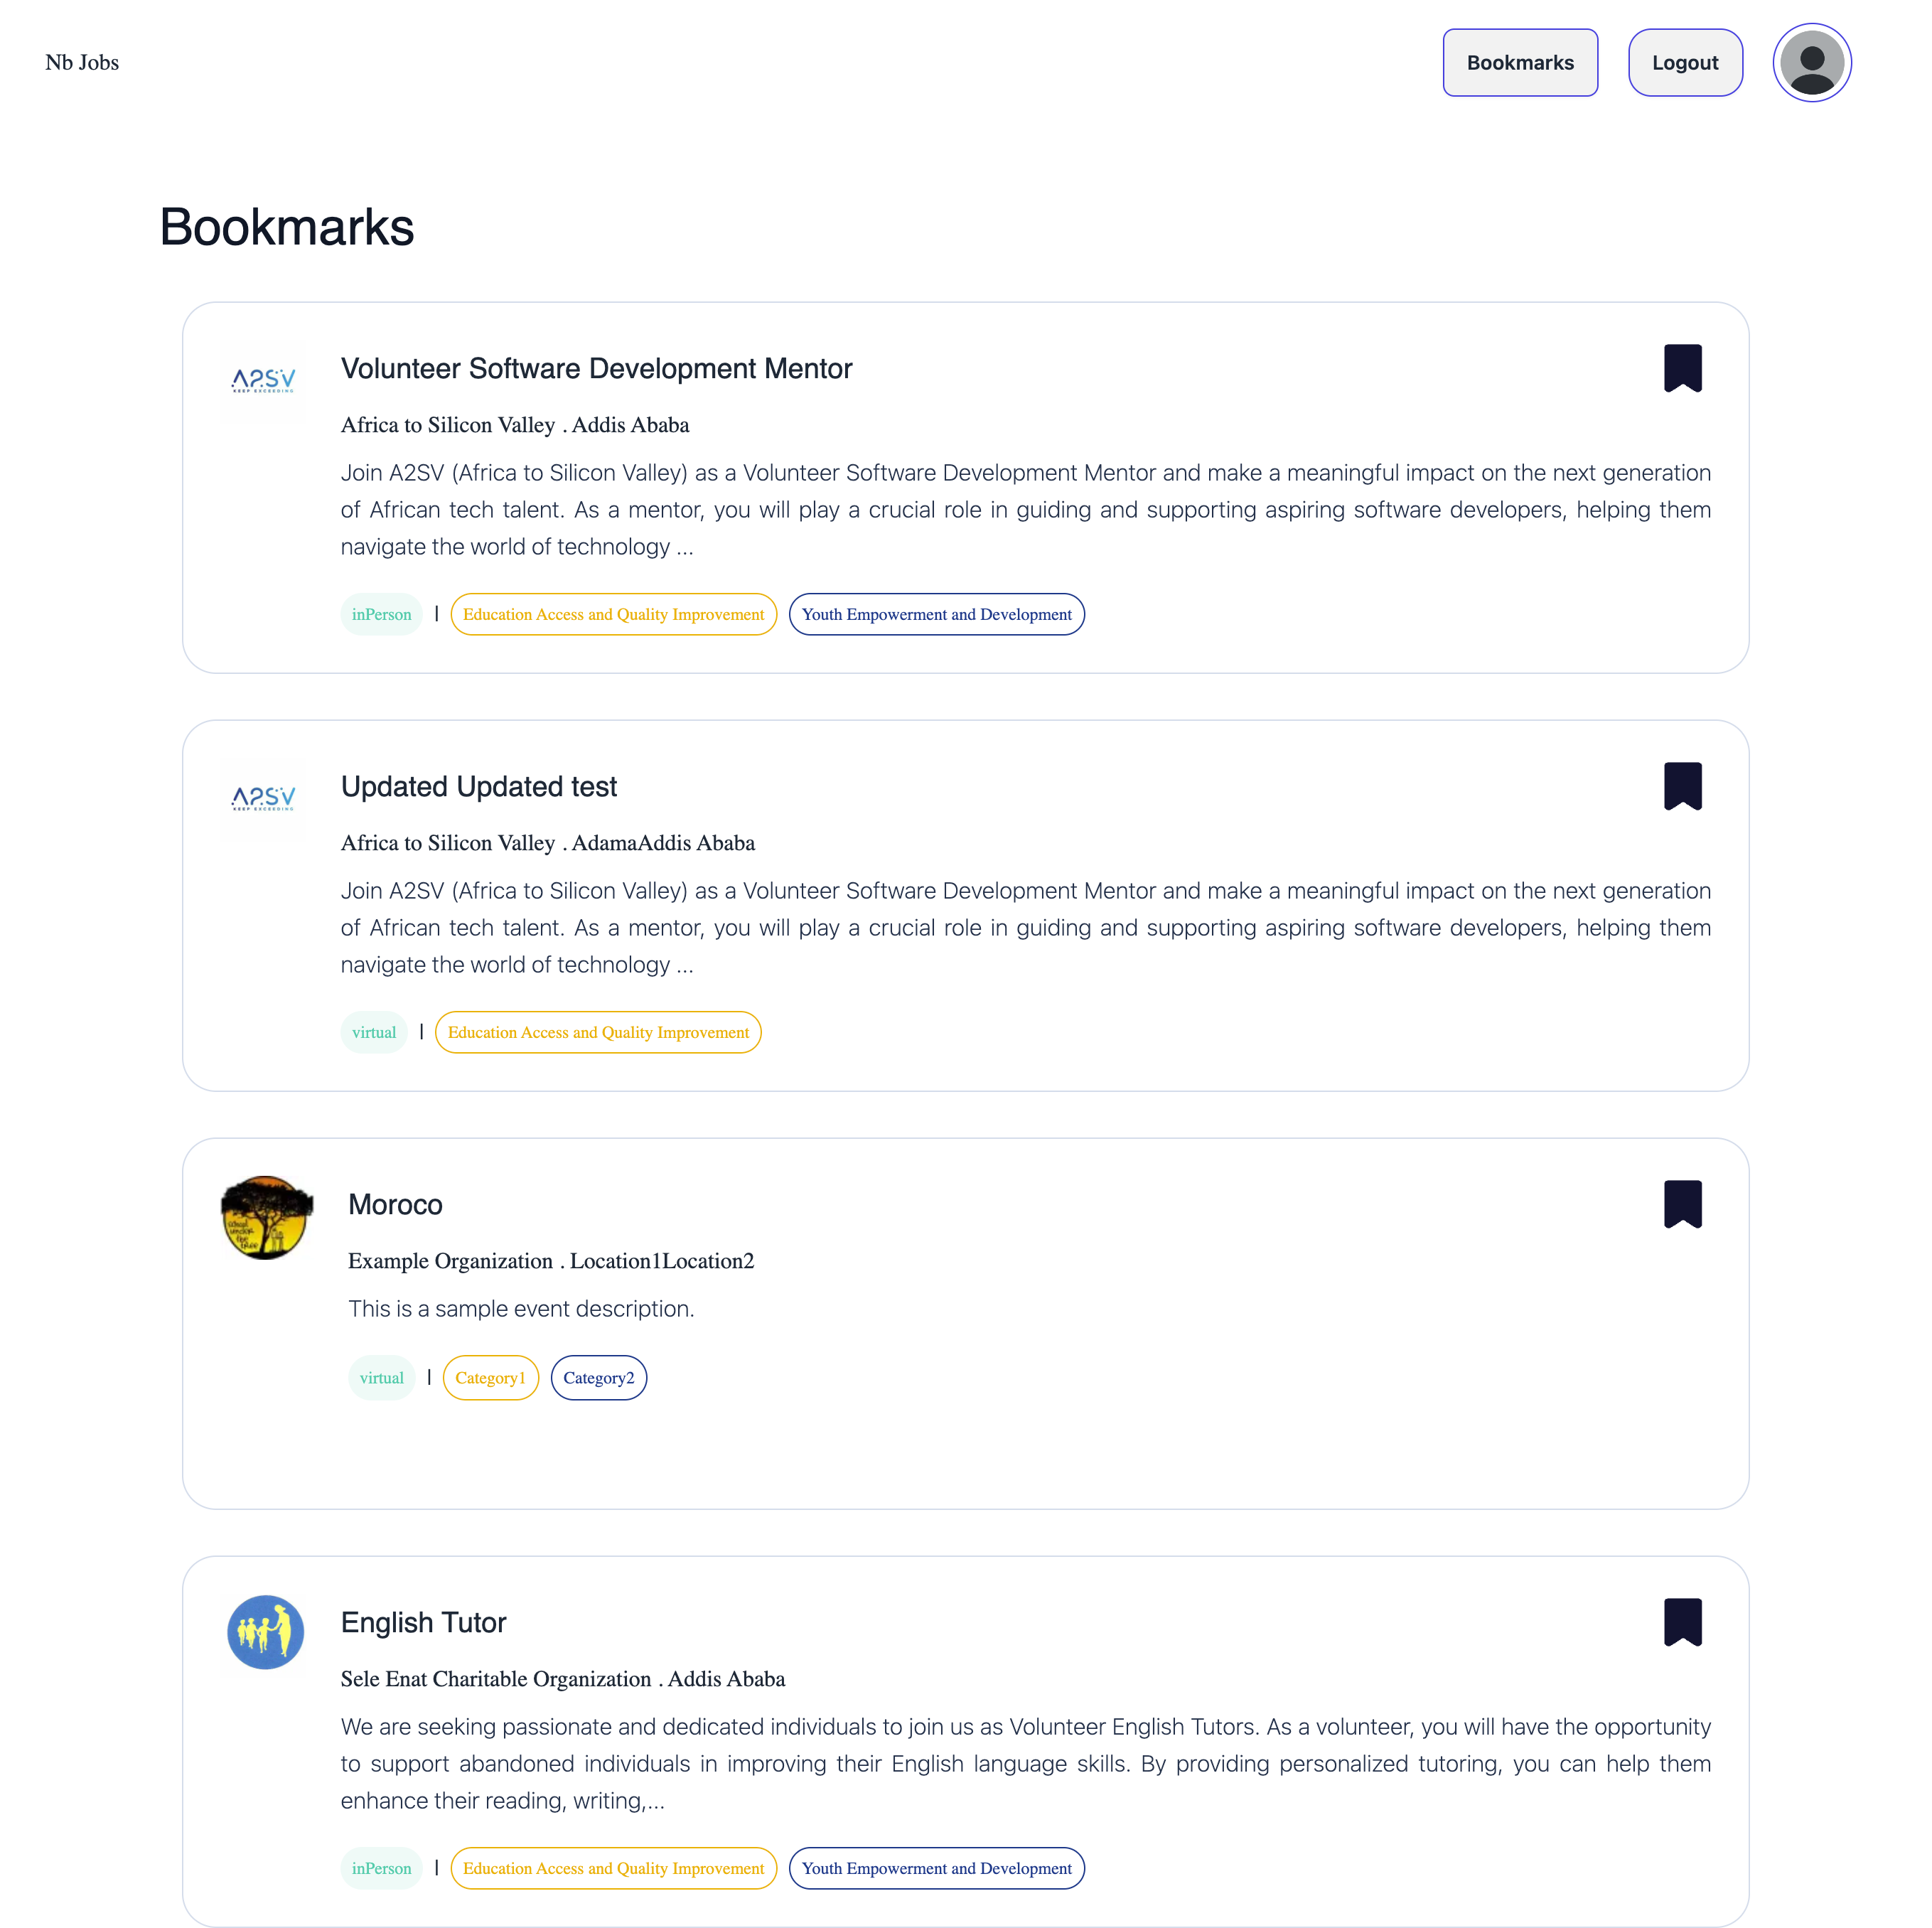 Nb Jobs
Bookmarks
Logout
Bookmarks
A2SV
KEEP EXCEEDING
Volunteer Software Development Mentor
Africa to Silicon Valley . Addis Ababa
Join A2SV (Africa to Silicon Valley) as a Volunteer Software Development Mentor and make a meaningful impact on the next generation
of African tech talent. As a mentor, you will play a crucial role in guiding and supporting aspiring software developers, helping them
navigate the world of technology ...
inPerson | Education Access and Quality Improvement Youth Empowerment and Development
A2SV
KEEP EXCEEDING
Updated Updated test
Africa to Silicon Valley . AdamaAddis Ababa
Join A2SV (Africa to Silicon Valley) as a Volunteer Software Development Mentor and make a meaningful impact on the next generation
of African tech talent. As a mentor, you will play a crucial role in guiding and supporting aspiring software developers, helping them
navigate the world of technology ...
virtual | Education Access and Quality Improvement
Moroco
Example Organization . Location1Location2
This is a sample event description.
virtual | Category1 Category2
English Tutor
Sele Enat Charitable Organization . Addis Ababa
We are seeking passionate and dedicated individuals to join us as Volunteer English Tutors. As a volunteer, you will have the opportunity
to support abandoned individuals in improving their English language skills. By providing personalized tutoring, you can help them
enhance their reading, writing,...
inPerson | Education Access and Quality Improvement Youth Empowerment and Development